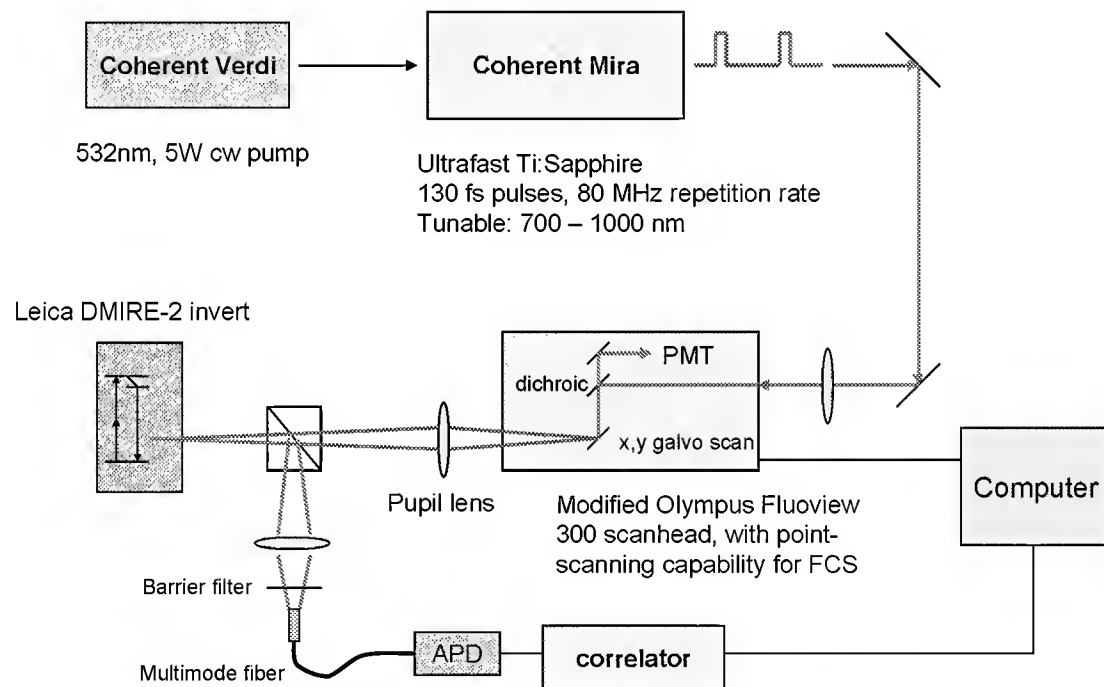 Coherent Verdi
Coherent Mira
532nm, 5W cw pump
Ultrafast Ti:Sapphire
130 fs pulses, 80 MHz repetition rate
Tunable: 700 – 1000 nm
Leica DMIRE-2 invert
PMT
dichroic
x,y galvo scan
Pupil lens
Modified Olympus Fluoview
300 scanhead, with point-
scanning capability for FCS
Computer
Barrier filter
Multimode fiber
APD
correlator